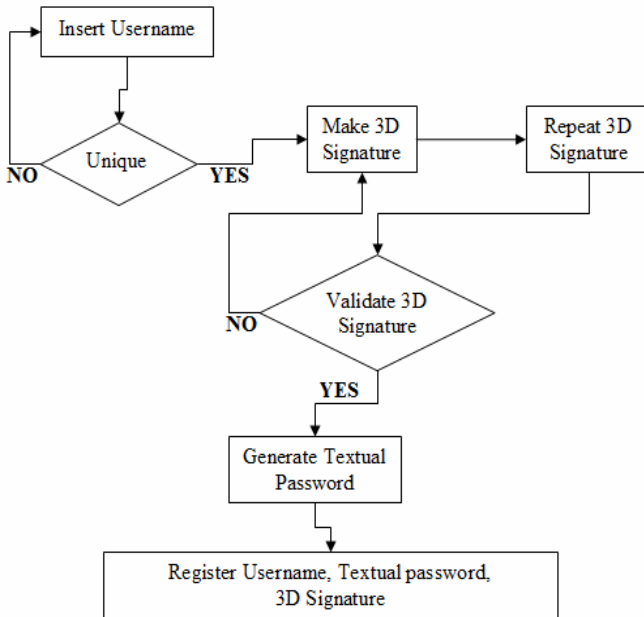 Insert Username
Unique
NO
YES
Make 3D
Signature
Repeat 3D
Signature
Validate 3D
Signature
NO
YES
Generate Textual
Password
Register Username, Textual password,
3D Signature